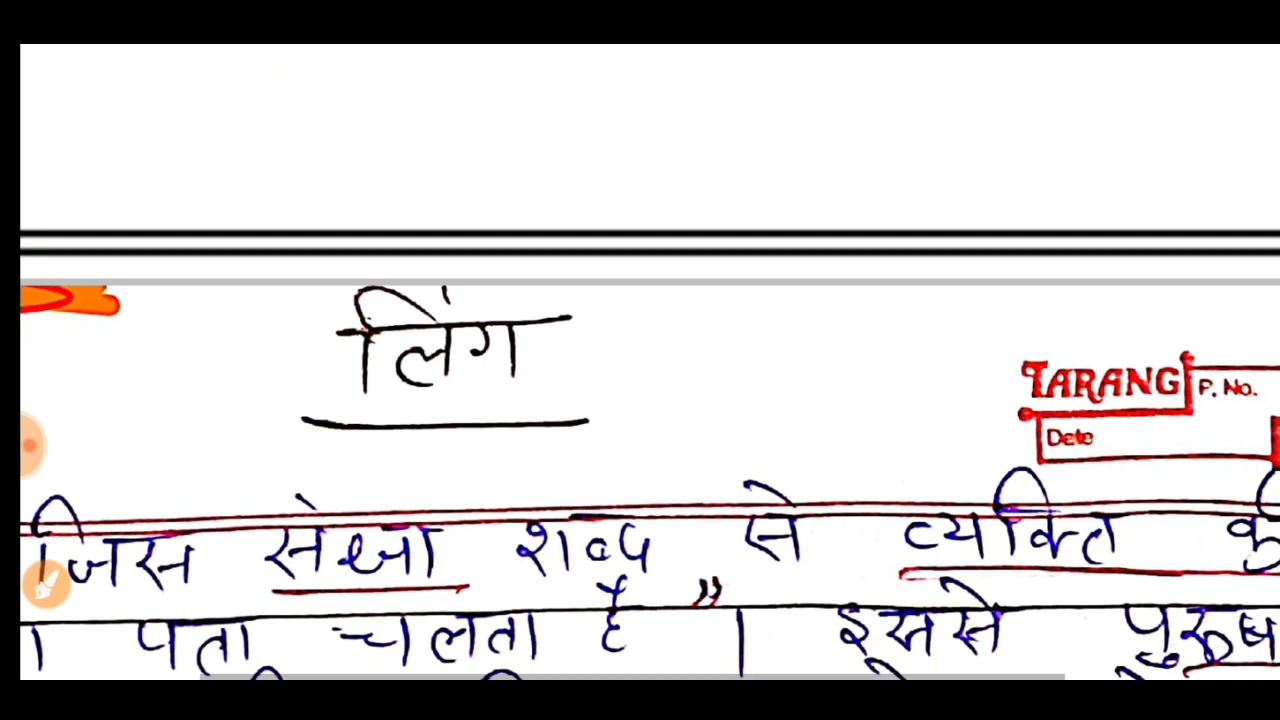 लिंग
TARANG
P. No.
Date
जिस संज्ञा शब्द से व्यक्ति
पता चलता है" । इससे पुरूष